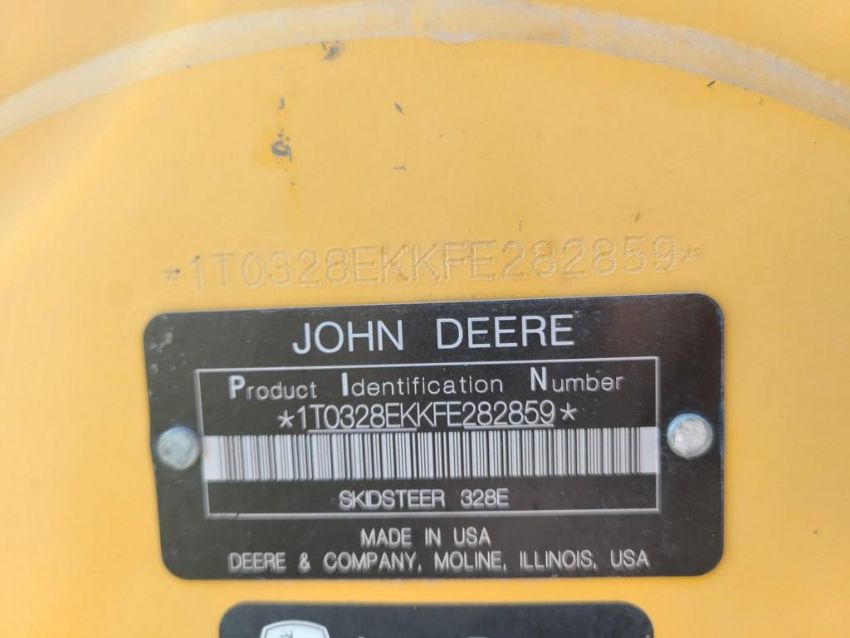 *1T0328EKKFE282859*
JOHN DEERE
Product Identification Number
*1T0328EKKFE282859*
SKIDSTEER 328E
MADE IN USA
DEERE & COMPANY, MOLINE, ILLINOIS, USA